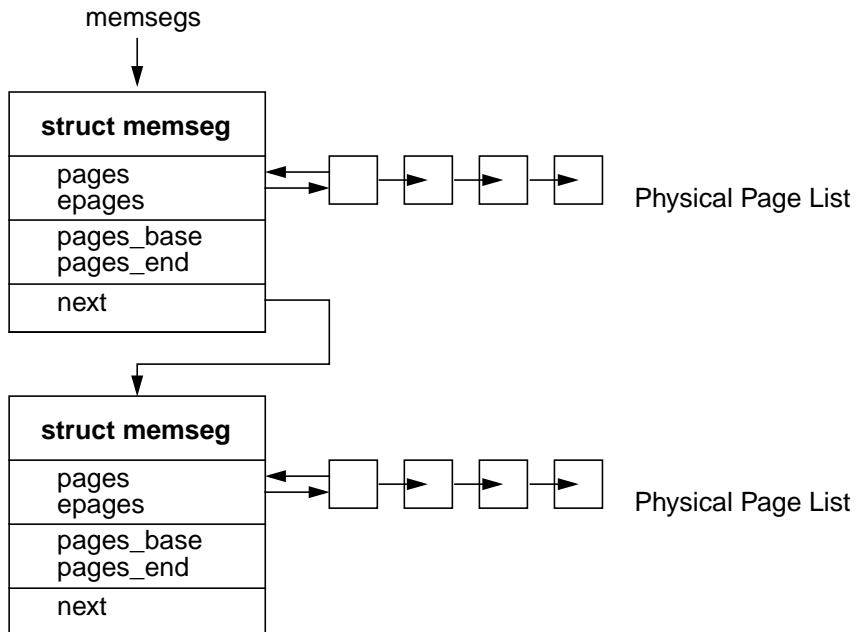 memsegs
struct memseg
pages
epages
Physical Page List
pages_base
pages_end
next
struct memseg
pages
epages
Physical Page List
pages_base
pages_end
next